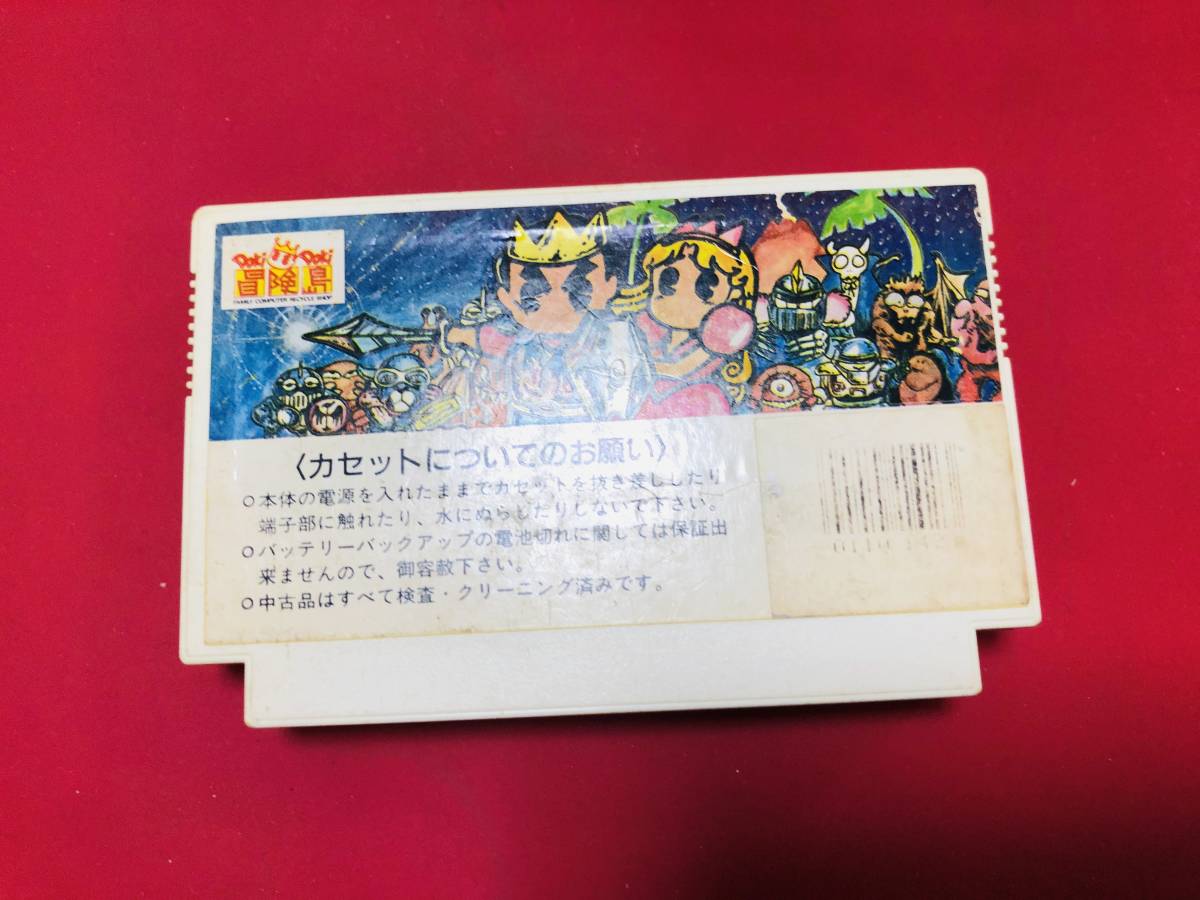 DOKi DOKi
冒険島
FAMILY COMPUTER RECYCLE SHOP
〈カセットについてのお願い〉
○本体の電源を入れたままでカセットを抜き差ししたり
端子部に触れたり、水にぬらしたりしないで下さい。
○バッテリーバックアップの電池切れに関しては保証出
来ませんので、御容赦下さい。
○中古品はすべて検査・クリーニング済みです。